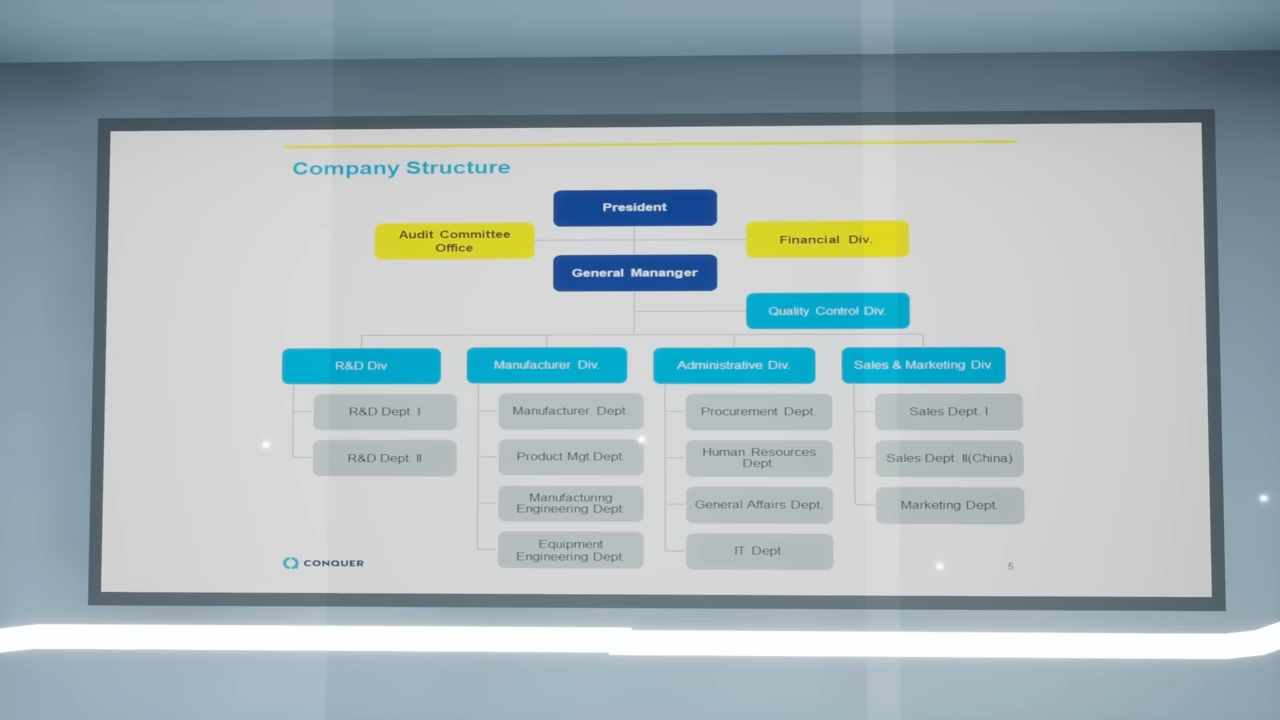 Company Structure
President
Audit Committee
Office
Financial Div.
General Mananger
Quality Control Div.
R&D Div
Manufacturer Div.
Administrative Div.
Sales & Marketing Div.
R&D Dept. I
Manufacturer Dept.
Procurement Dept.
Sales Dept. I
R&D Dept. II
Product Mgt.Dept.
Human Resources
Dept.
Sales Dept. II(China)
Manufacturing
Engineering Dept.
General Affairs Dept.
Marketing Dept.
Equipment
Engineering Dept.
IT Dept.
CONQUER
5